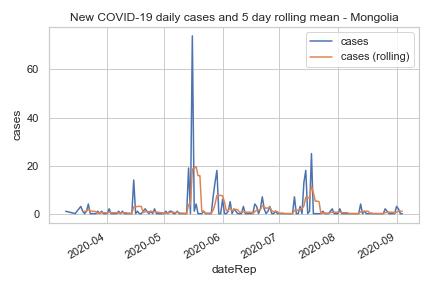 New COVID-19 daily cases and 5 day rolling mean - Mongolia
cases
cases (rolling)
60
40
20
0
cases
2020-04
2020-05
2020-06
2020-07
2020-08
2020-09
dateRep